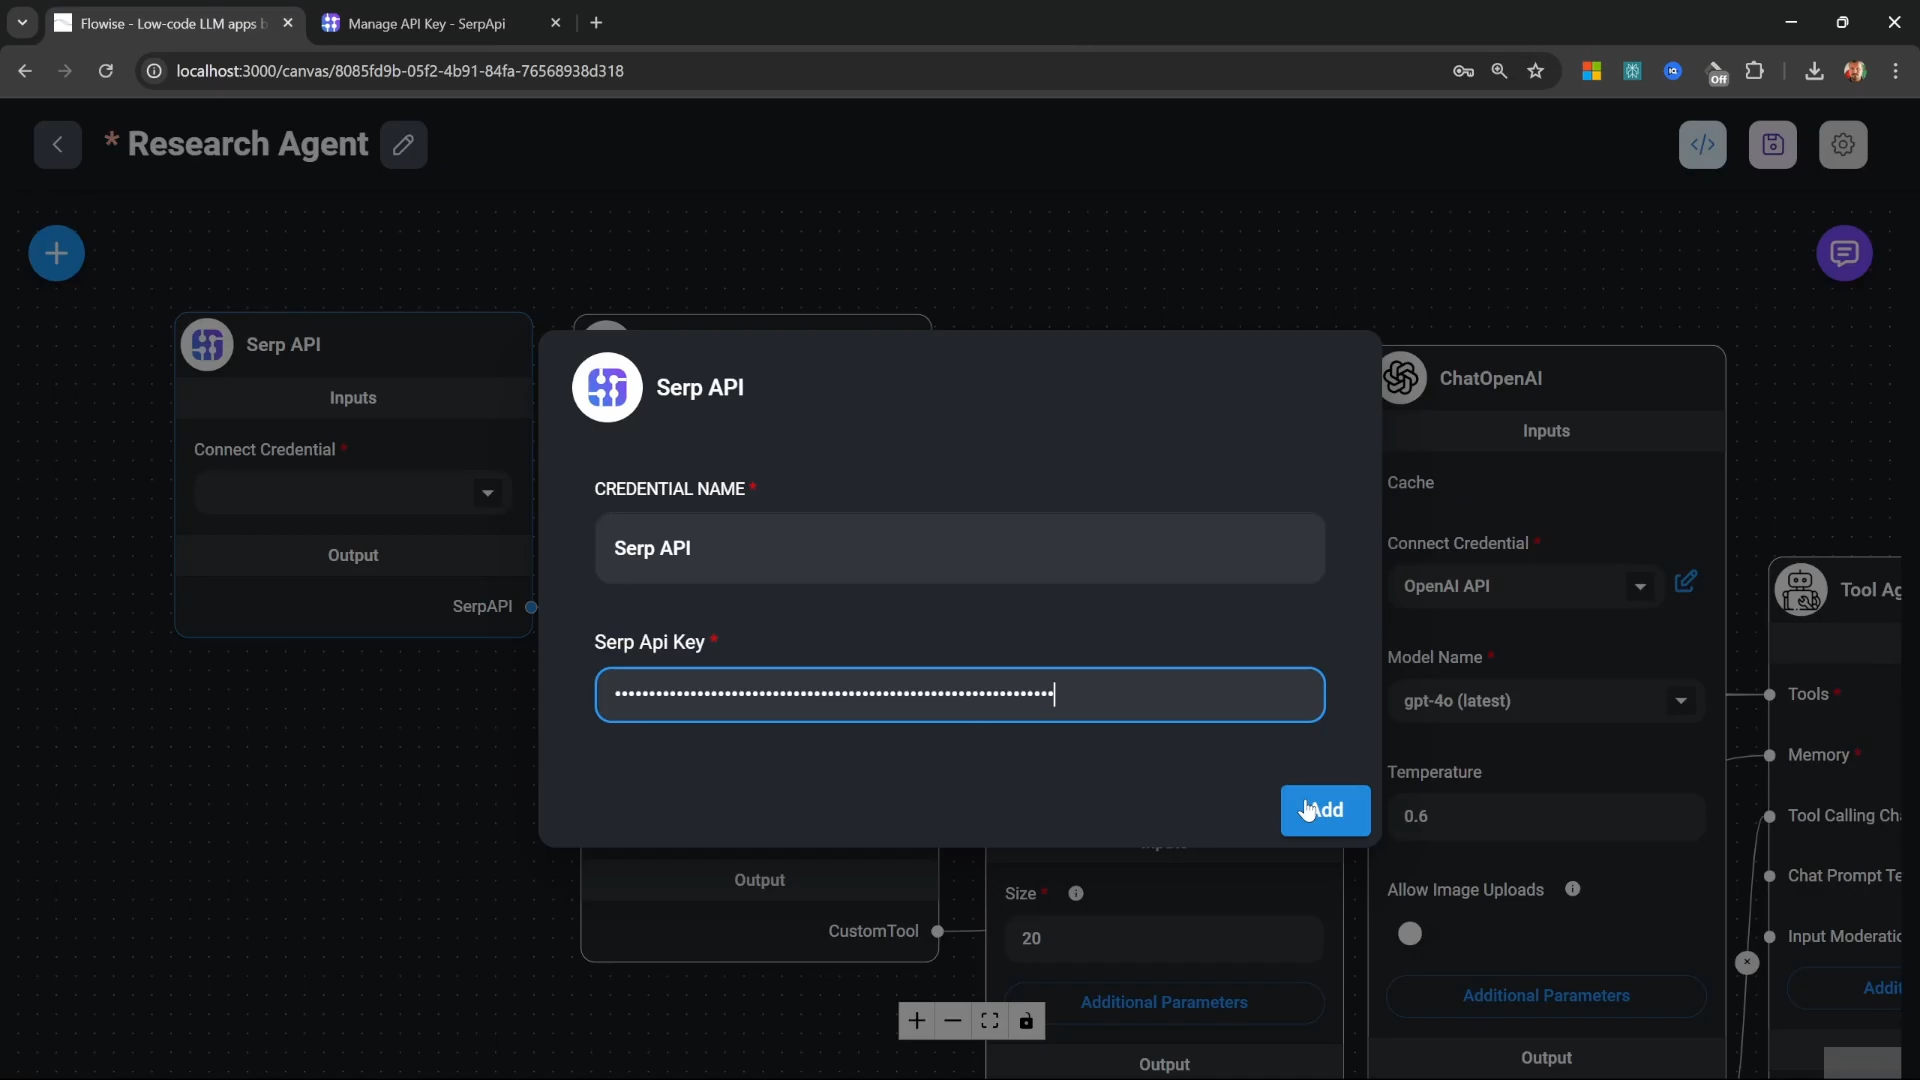 Flowise - Low-code LLM apps b
Manage API Key - SerpApi
localhost:3000/canvas/8085fd9b-05f2-4b91-84fa-76568938d318
Off
* Research Agent
Serp API
Inputs
Connect Credential *
Output
SerpAPI
Serp API
CREDENTIAL NAME *
Serp API
Serp Api Key *
••••••••••••••••••••••••••••••••••••••••••••••••••••••••••••••••
Add
Output
CustomTool
Size *
20
Additional Parameters
Output
ChatOpenAI
Inputs
Cache
Connect Credential *
OpenAI API
Model Name *
gpt-4o (latest)
Temperature
0.6
Allow Image Uploads
Additional Parameters
Output
Tool Ag
Tools *
Memory *
Tool Calling Cha
Chat Prompt Te
Input Moderatic
Addi